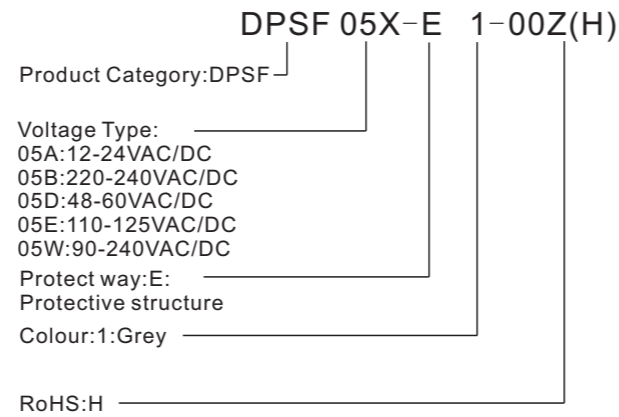 DPSF 05X-E 1-00Z(H)
Product Category:DPSF
Voltage Type:
05A:12-24VAC/DC
05B:220-240VAC/DC
05D:48-60VAC/DC
05E:110-125VAC/DC
05W:90-240VAC/DC
Protect way:E:
Protective structure
Colour:1:Grey
RoHS:H